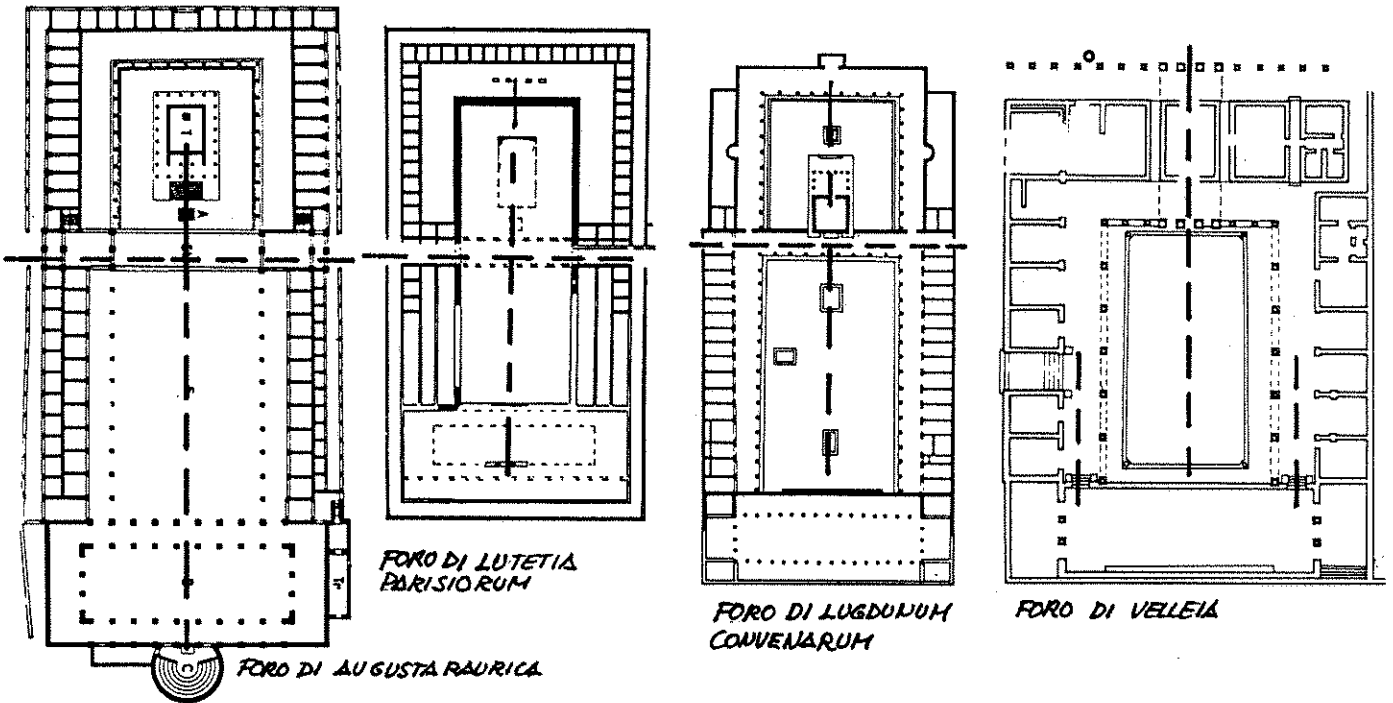 FORO DI LUTETIA
PARISIORUM
FORO DI AUGUSTA RAURICA
FORO DI LUGDUNUM
CONVENARUM
FORO DI VELLEIA